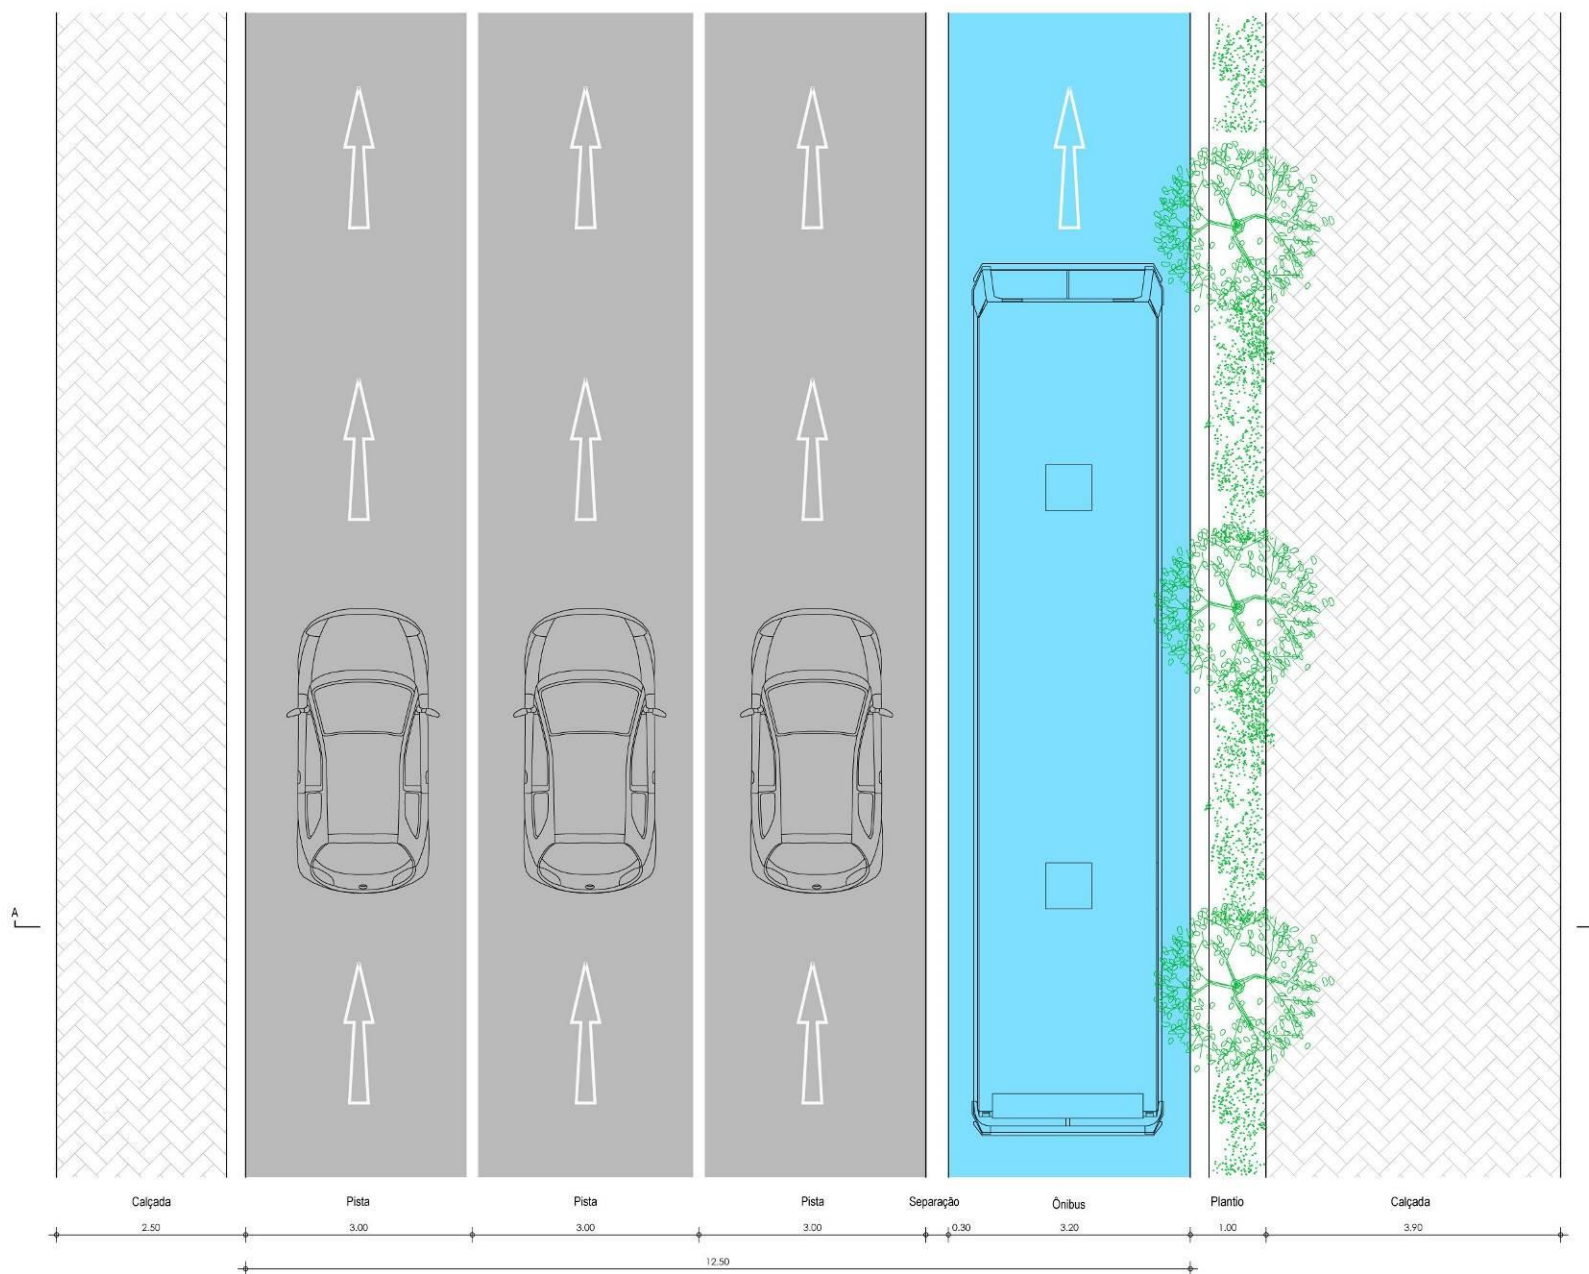 A
Calçada Pista Pista Pista Separação Ônibus Plantio Calçada
2.50 3.00 3.00 3.00 0.30 3.20 1.00 3.90
12.50